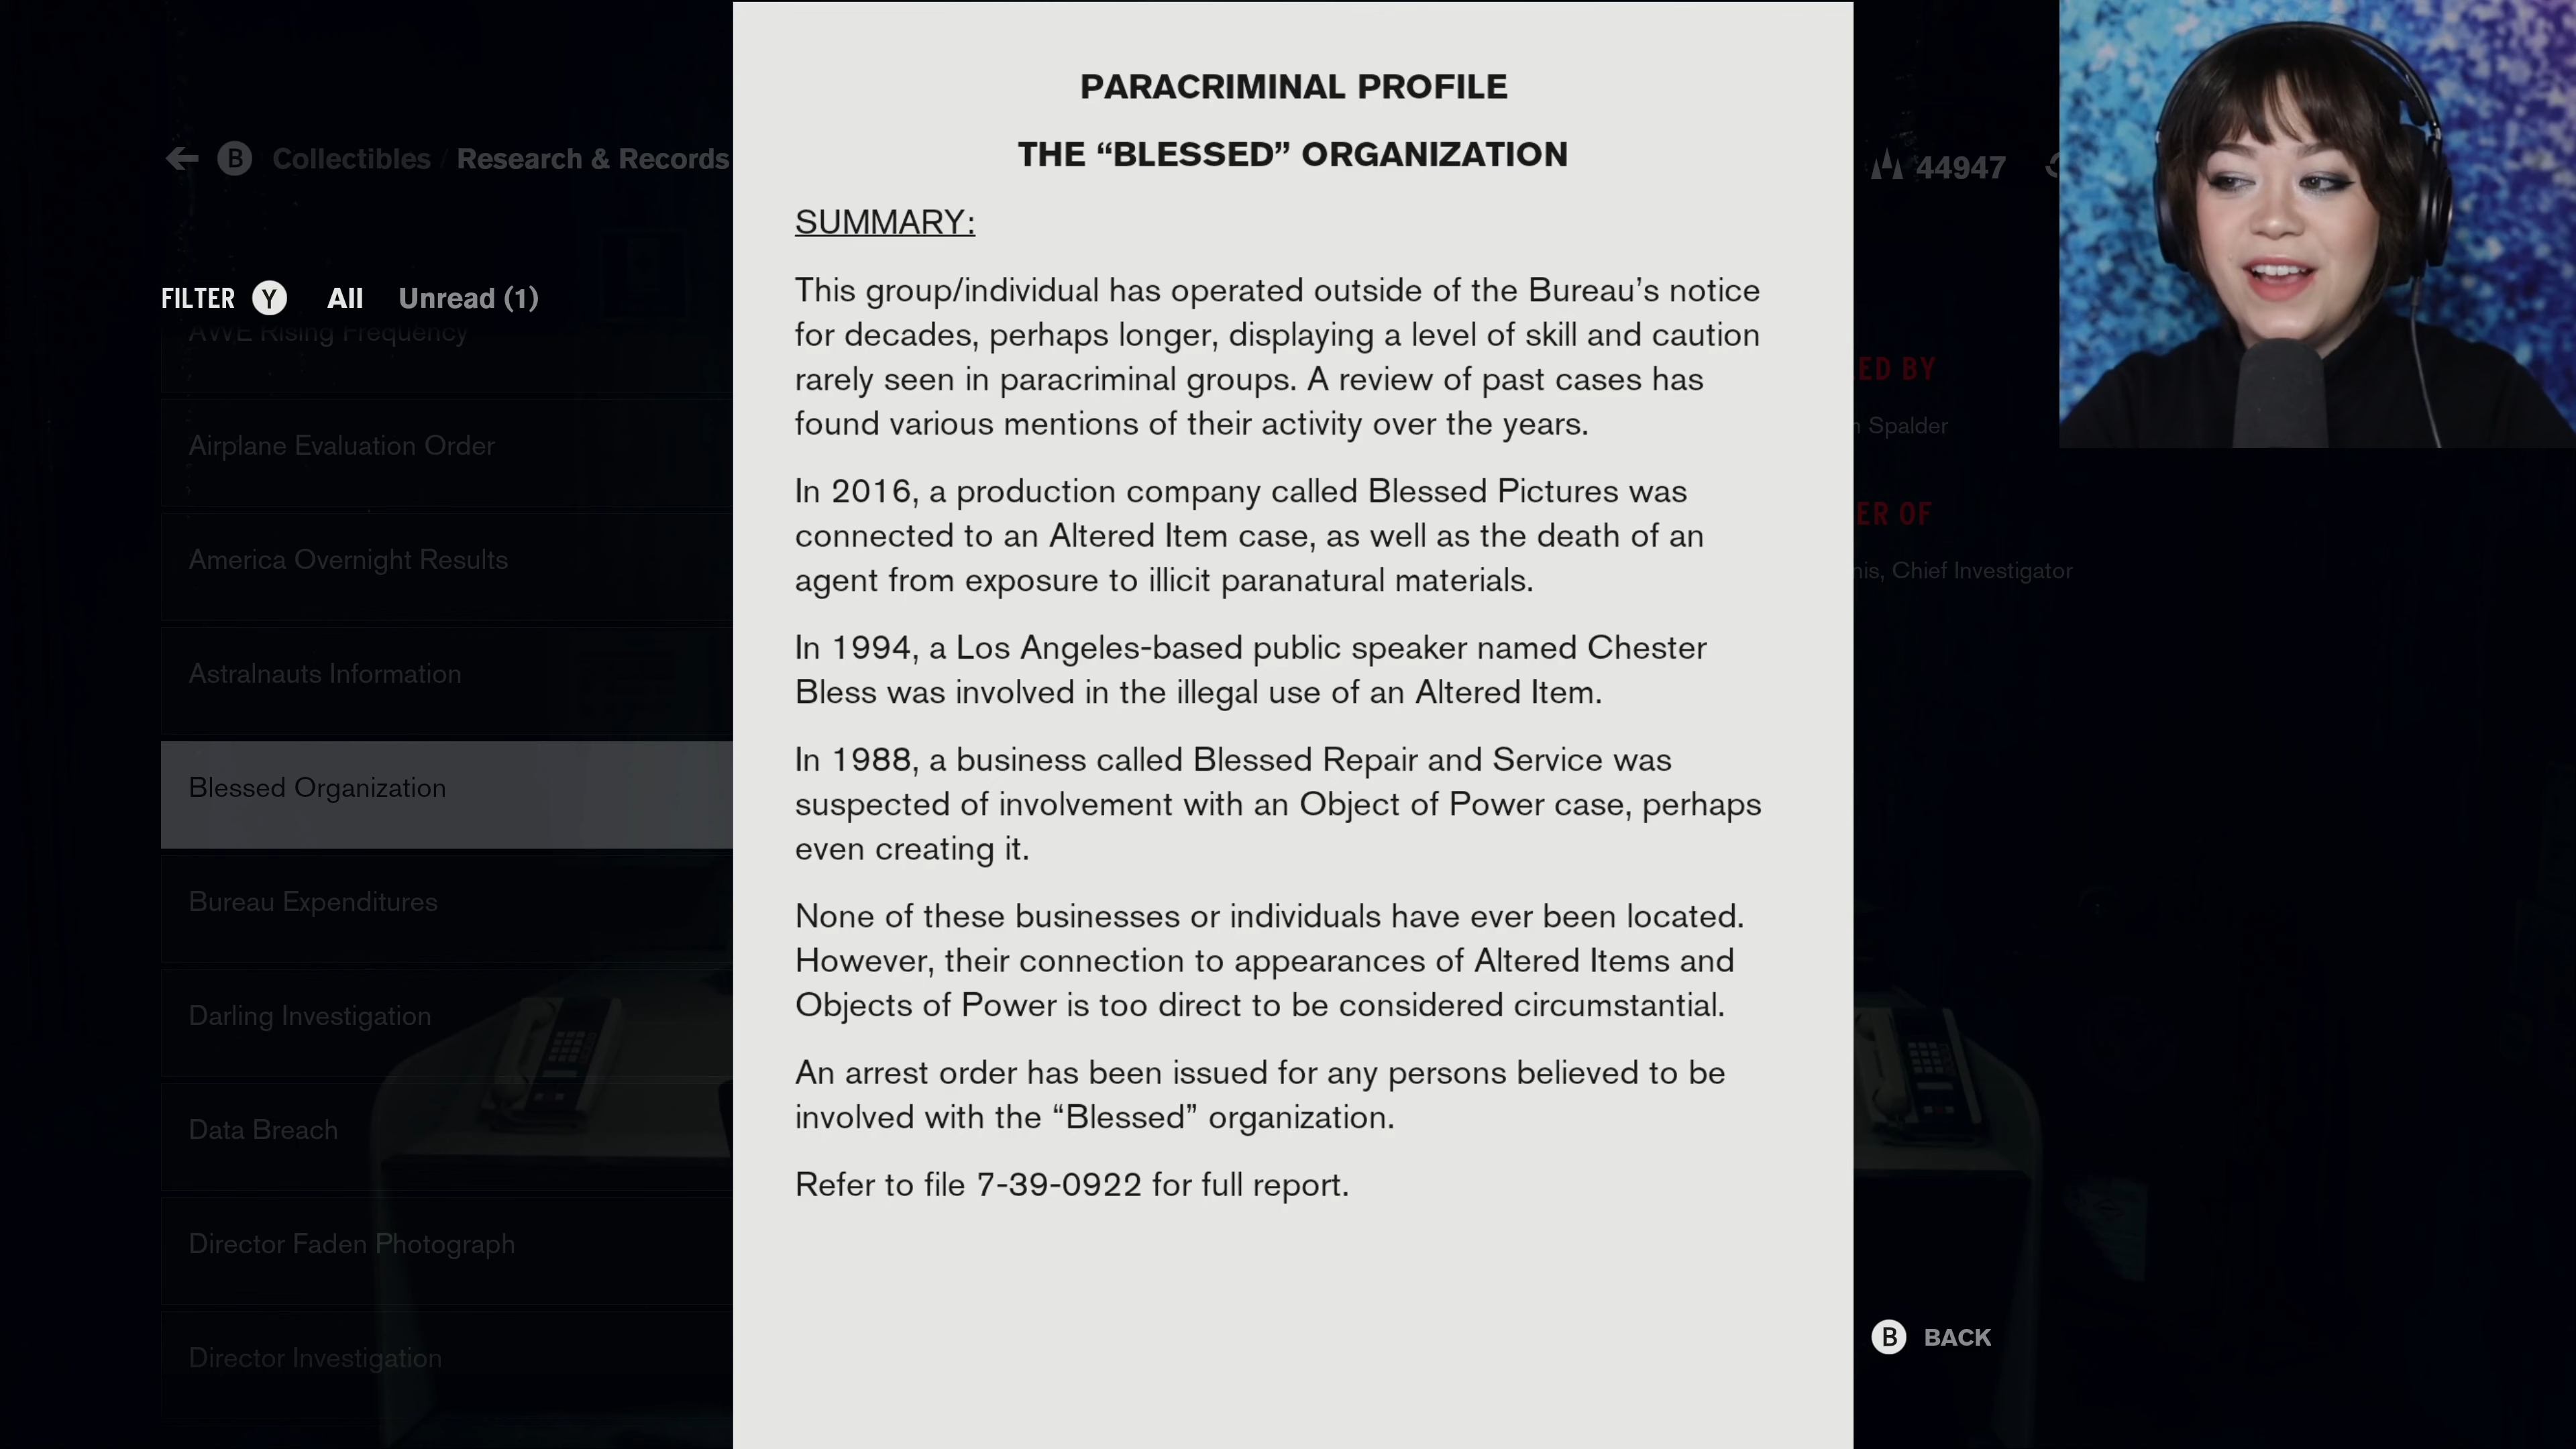 B Collectibles / Research & Records
44947
FILTER Y All Unread (1)
AWE Rising Frequency
Airplane Evaluation Order
America Overnight Results
Astralnauts Information
Blessed Organization
Bureau Expenditures
Darling Investigation
Data Breach
Director Faden Photograph
Director Investigation
PARACRIMINAL PROFILE
THE “BLESSED” ORGANIZATION
SUMMARY:
This group/individual has operated outside of the Bureau’s notice
for decades, perhaps longer, displaying a level of skill and caution
rarely seen in paracriminal groups. A review of past cases has
found various mentions of their activity over the years.
In 2016, a production company called Blessed Pictures was
connected to an Altered Item case, as well as the death of an
agent from exposure to illicit paranatural materials.
In 1994, a Los Angeles-based public speaker named Chester
Bless was involved in the illegal use of an Altered Item.
In 1988, a business called Blessed Repair and Service was
suspected of involvement with an Object of Power case, perhaps
even creating it.
None of these businesses or individuals have ever been located.
However, their connection to appearances of Altered Items and
Objects of Power is too direct to be considered circumstantial.
An arrest order has been issued for any persons believed to be
involved with the “Blessed” organization.
Refer to file 7-39-0922 for full report.
ED BY
Spalder
ER OF
Chief Investigator
B BACK